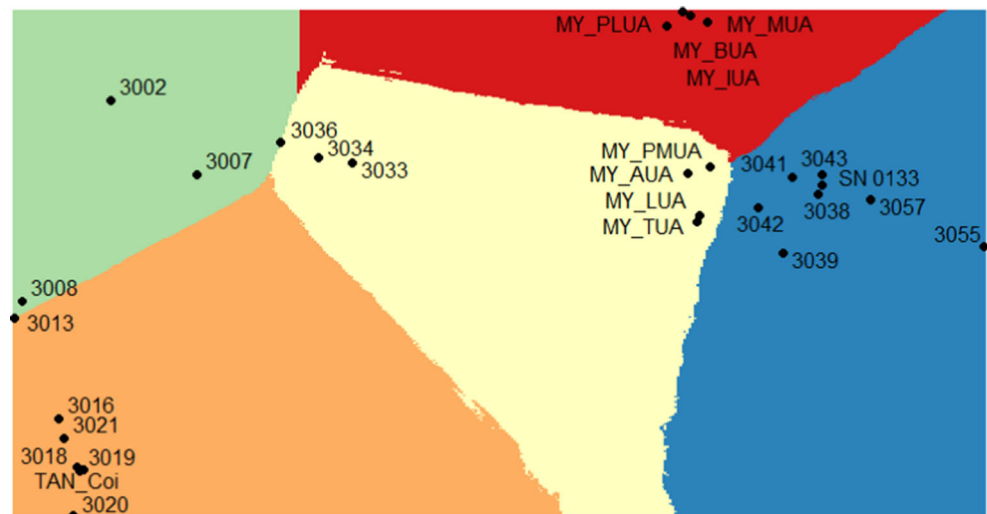 MY_PLUA
MY_MUA
MY_BUA
MY_IUA
3002
3036
3034
3033
3007
MY_PMUA
MY_AUA
MY_LUA
MY_TUA
3041
3043
SN 0133
3038
3057
3042
3055
3039
3008
3013
3016
3021
3018
3019
TAN_Coi
3020